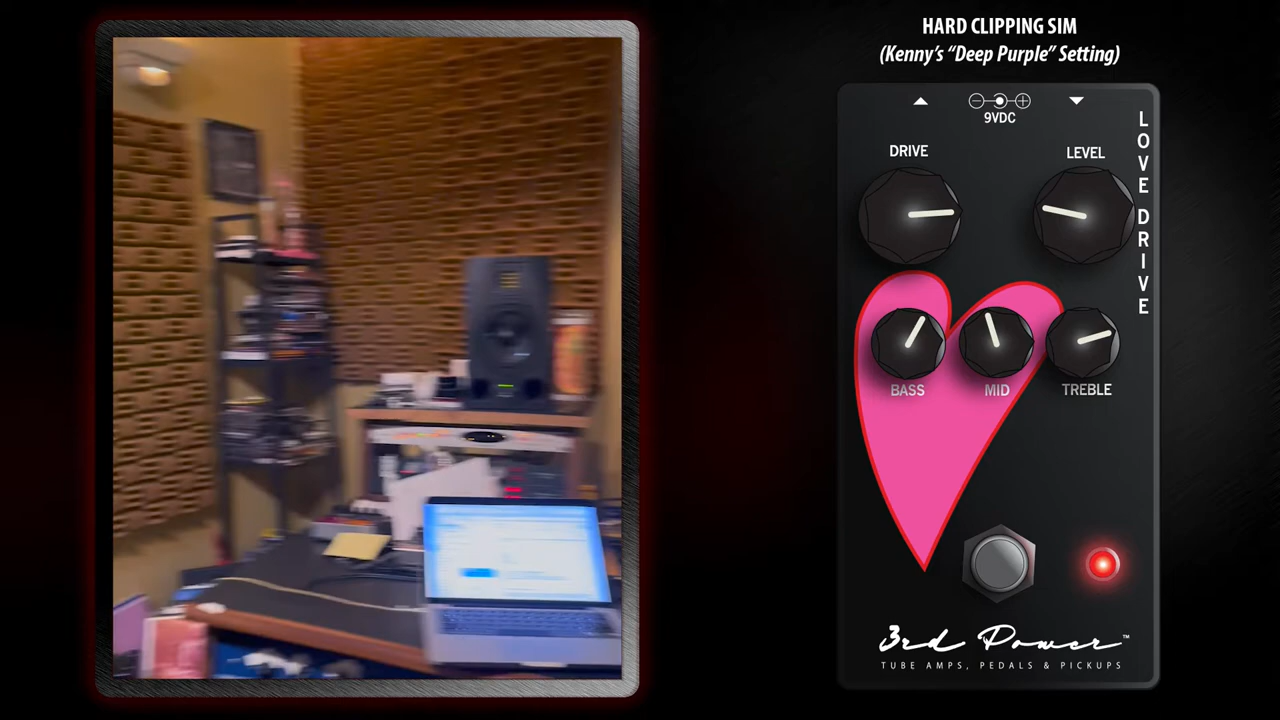 HARD CLIPPING SIM
(Kenny's "Deep Purple" Setting)
9VDC
DRIVE
LEVEL
LOVE DRIVE
BASS
MID
TREBLE
3rd Power™
TUBE AMPS, PEDALS & PICKUPS